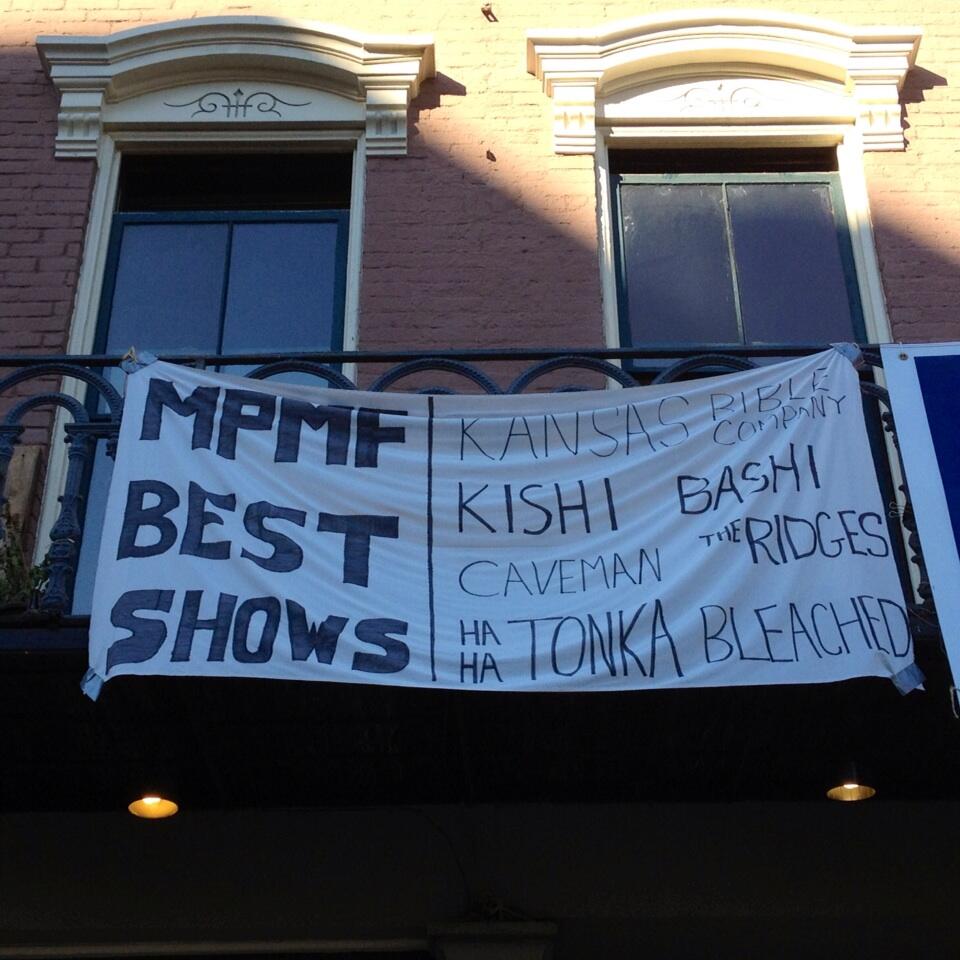 MPMF
BEST
SHOWS
KANSAS BIBLE COMPANY
KISHI BASHI
CAVEMAN THE RIDGES
HA HA TONKA BLEACHED